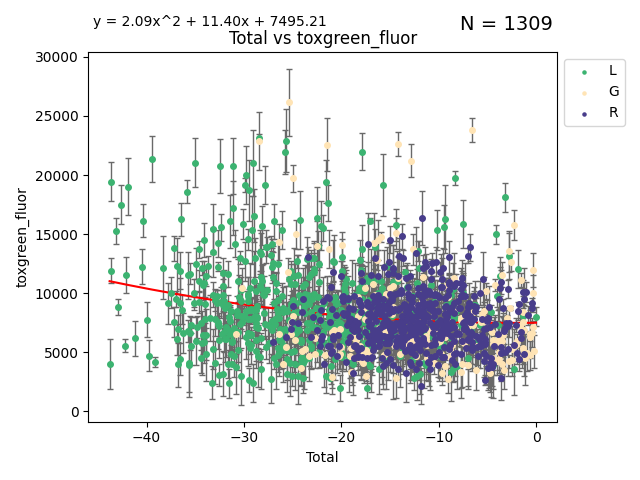 y = 2.09x^2 + 11.40x + 7495.21
N = 1309
Total vs toxgreen_fluor
30000
25000
20000
15000
10000
5000
0
toxgreen_fluor
−40
−30
−20
−10
0
Total
L
G
R